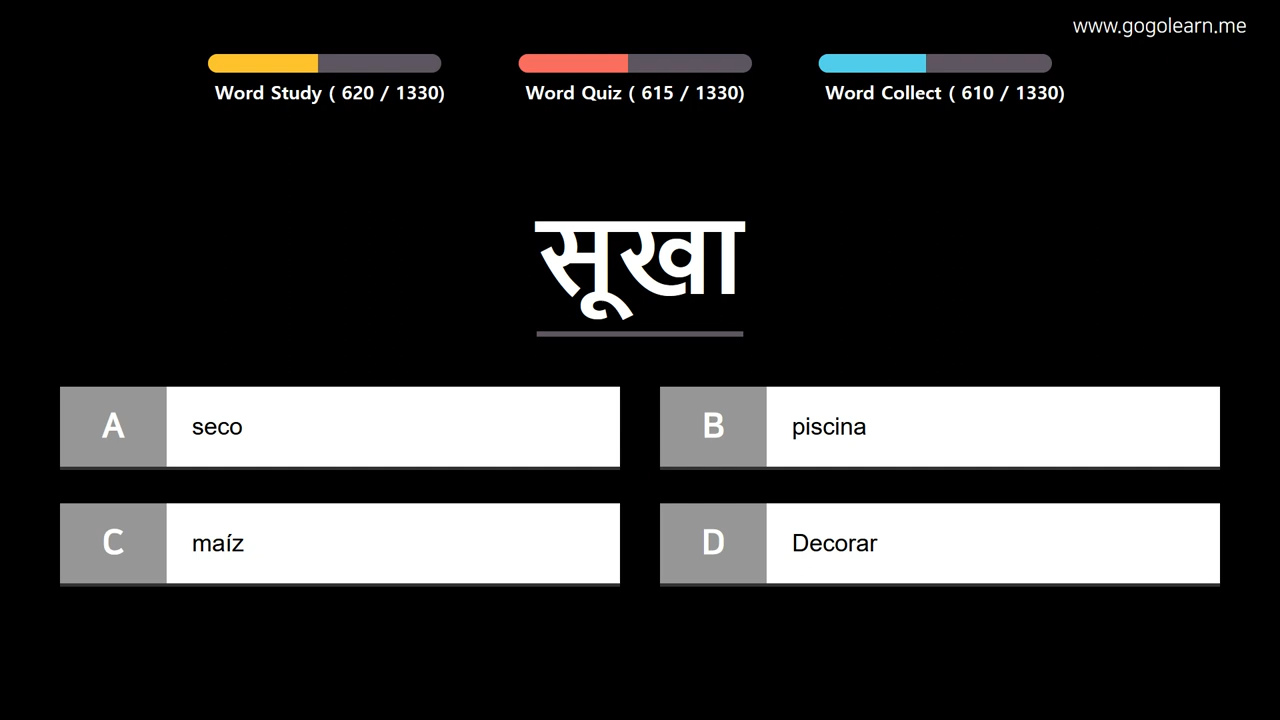 www.gogolearn.me
Word Study ( 620 / 1330)
Word Quiz ( 615 / 1330)
Word Collect ( 610 / 1330)
सूखा
A seco
B piscina
C maíz
D Decorar